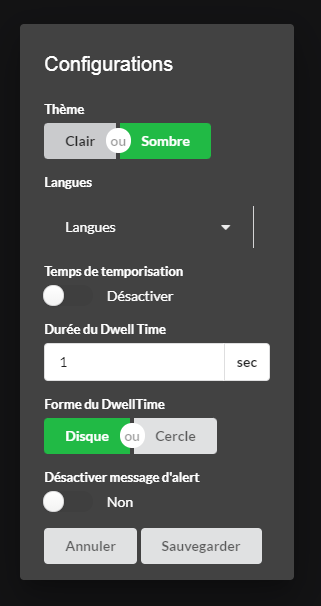 Configurations
Thème
Clair ou Sombre
Langues
Langues
Temps de temporisation
Désactiver
Durée du Dwell Time
1 sec
Forme du DwellTime
Disque ou Cercle
Désactiver message d'alert
Non
Annuler Sauvegarder